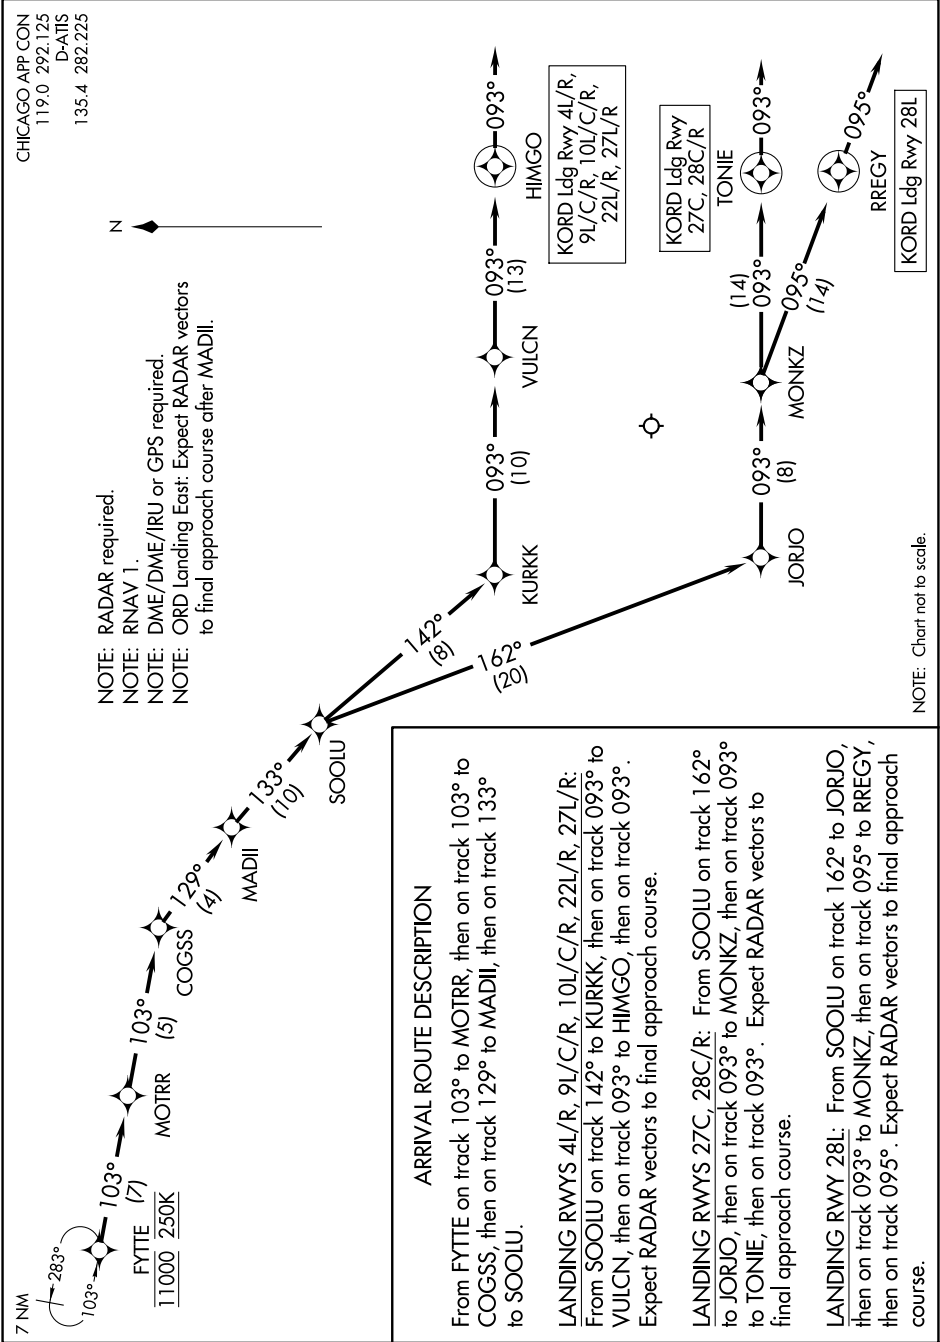 CHICAGO APP CON
119.0 292.125
D-ATIS
135.4 282.225
N
NOTE: RADAR required.
NOTE: RNAV 1.
NOTE: DME/DME/IRU or GPS required.
NOTE: ORD Landing East: Expect RADAR vectors
to final approach course after MADII.
7 NM
283°
103°
FYTTE
11000 250K
103°
(7)
MOTRR
103°
(5)
COGSS
129°
(4)
MADII
133°
(10)
SOOLU
142°
(8)
162°
(20)
KURKK
093°
(10)
VULCN
093°
(13)
HIMGO
093°
KORD Ldg Rwy 4L/R,
9L/C/R, 10L/C/R,
22L/R, 27L/R
JORJO
093°
(8)
MONKZ
(14)
093°
KORD Ldg Rwy
27C, 28C/R
TONIE
093°
095°
(14)
RREGY
095°
KORD Ldg Rwy 28L
NOTE: Chart not to scale.
ARRIVAL ROUTE DESCRIPTION
From FYTTE on track 103° to MOTRR, then on track 103° to
COGSS, then on track 129° to MADII, then on track 133°
to SOOLU.
LANDING RWYS 4L/R, 9L/C/R, 10L/C/R, 22L/R, 27L/R:
From SOOLU on track 142° to KURKK, then on track 093° to
VULCN, then on track 093° to HIMGO, then on track 093°.
Expect RADAR vectors to final approach course.
LANDING RWYS 27C, 28C/R: From SOOLU on track 162°
to JORJO, then on track 093° to MONKZ, then on track 093°
to TONIE, then on track 093°. Expect RADAR vectors to
final approach course.
LANDING RWY 28L: From SOOLU on track 162° to JORJO,
then on track 093° to MONKZ, then on track 095° to RREGY,
then on track 095°. Expect RADAR vectors to final approach
course.